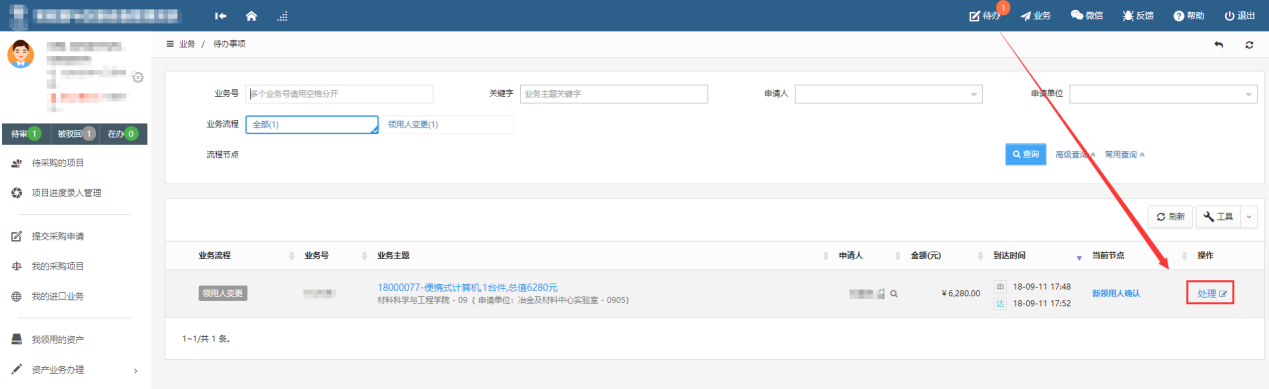 待办 1 业务 微信 反馈 帮助 退出
业务 / 待办事项
业务号 多个业务号请用空格分开 关键字 业务主题关键字 申请人 申请单位
待审 1 被驳回 1 在办 0
业务流程 全部(1) 领用人变更(1)
待采购的项目
流程节点 查询 高级查询 常用查询
项目进度录入管理
刷新 工具
提交采购申请
业务流程 业务号 业务主题 申请人 金额(元) 到达时间 当前节点 操作
我的采购项目
领用人变更 18000077-便携式计算机,1台件,总值6280元 ¥6,280.00 由 18-09-11 17:48 新领用人确认 处理
材料科学与工程学院 - 09 ( 申请单位: 冶金及材料中心实验室 - 0905) 达 18-09-11 17:52
我的进口业务
我领用的资产
1~1/共 1 条。
资产业务办理